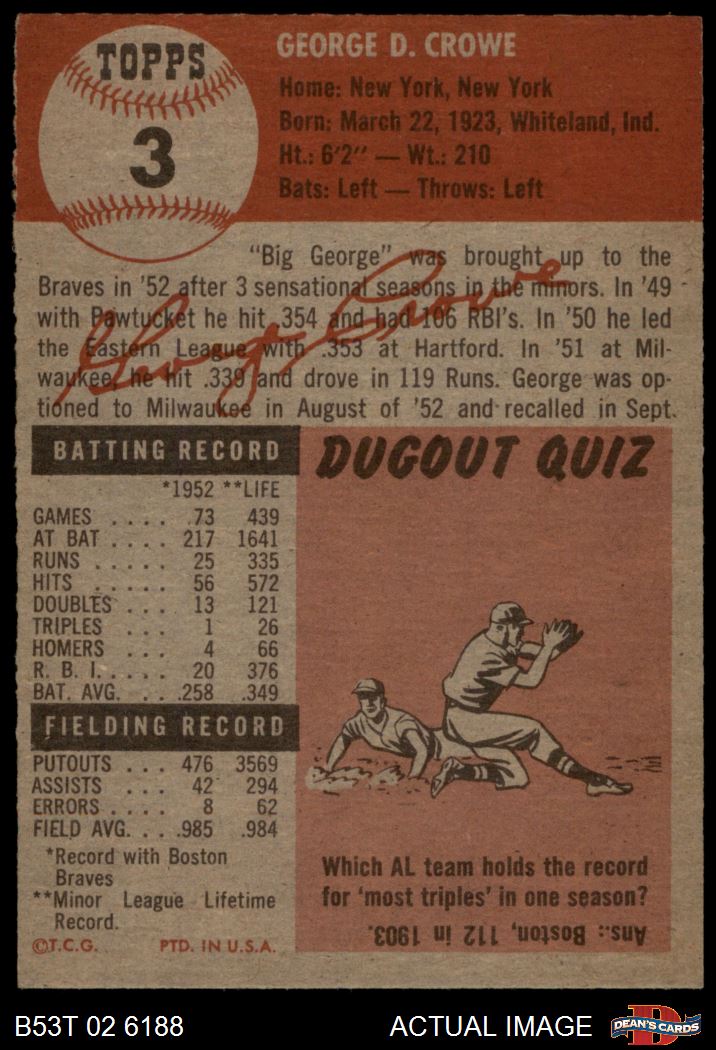 TOPPS
3
GEORGE D. CROWE
Home: New York, New York
Born: March 22, 1923, Whiteland, Ind.
Ht.: 6'2" — Wt.: 210
Bats: Left — Throws: Left
"Big George" was brought up to the
Braves in '52 after 3 sensational seasons in the minors. In '49
with Pawtucket he hit .354 and had 106 RBI's. In '50 he led
the Eastern League with .353 at Hartford. In '51 at Mil-
waukee, he hit .339 and drove in 119 Runs. George was op-
tioned to Milwaukee in August of '52 and recalled in Sept.
George Crowe
BATTING RECORD
*1952 **LIFE
GAMES . . . . 73 439
AT BAT . . . . 217 1641
RUNS . . . . . 25 335
HITS . . . . . 56 572
DOUBLES . . . . 13 121
TRIPLES . . . . 1 26
HOMERS . . . . 4 66
R. B. I. . . . . 20 376
BAT. AVG. . . . .258 .349
FIELDING RECORD
PUTOUTS . . . 476 3569
ASSISTS . . . 42 294
ERRORS . . . . 8 62
FIELD AVG. . . .985 .984
*Record with Boston
Braves
**Minor League Lifetime
Record.
©T.C.G. PTD. IN U.S.A.
DUGOUT QUIZ
Which AL team holds the record
for 'most triples' in one season?
Ans.: Boston, 112 in 1903.
B53T 02 6188
ACTUAL IMAGE
D
DEAN'S CARDS